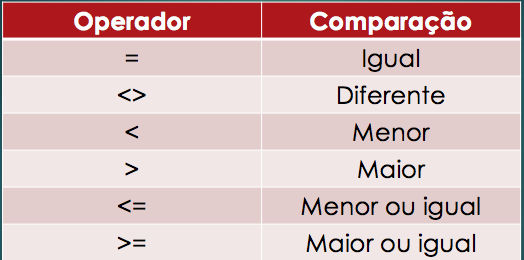 Operador Comparação
= Igual
<> Diferente
< Menor
> Maior
<= Menor ou igual
>= Maior ou igual